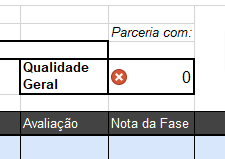 Parceria com:
Qualidade
Geral 0
Avaliação Nota da Fase